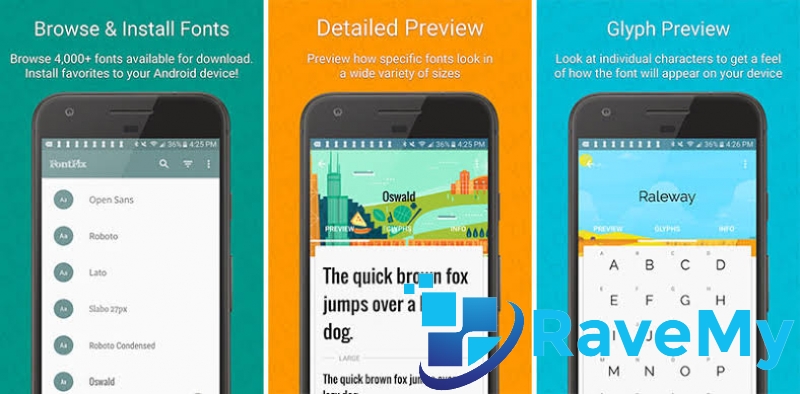 Browse & Install Fonts
Browse 4,000+ fonts available for download.
Install favorites to your Android device!
36% 4:25 PM
FontFix
Aa Open Sans
Aa Roboto
Aa Lato
Aa Slabo 27px
Aa Roboto Condensed
Aa Oswald
Detailed Preview
Preview how specific fonts look in
a wide variety of sizes
36% 4:25 PM
Oswald
PREVIEW GLYPHS INFO
The quick brown fox
jumps over a
dog.
LARGE
The quick brown fox
jumps over a
dog.
Glyph Preview
Look at individual characters to get a feel
of how the font will appear on your device
36% 4:26 PM
Raleway
PREVIEW GLYPHS INFO
A B C D
E F G H
I J
M N O P
RaveMy